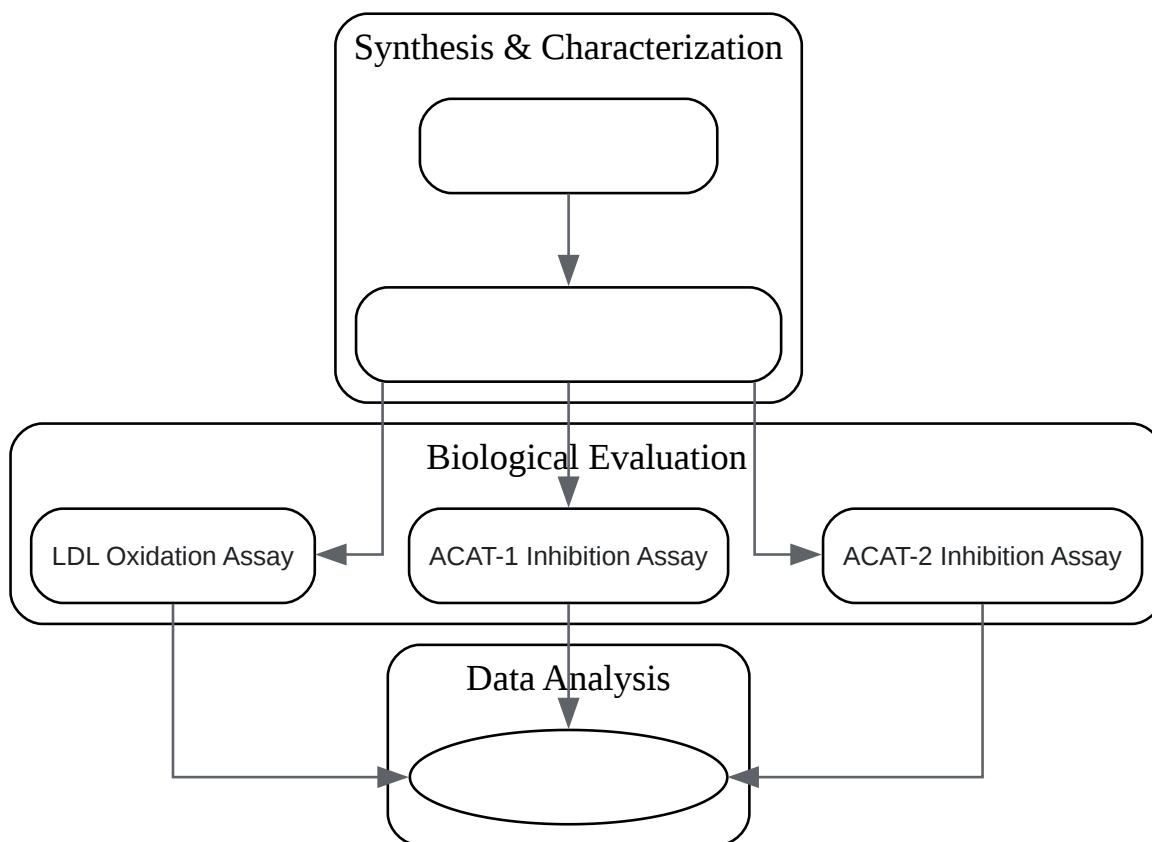 Synthesis & Characterization
Biological Evaluation
LDL Oxidation Assay
ACAT-1 Inhibition Assay
ACAT-2 Inhibition Assay
Data Analysis